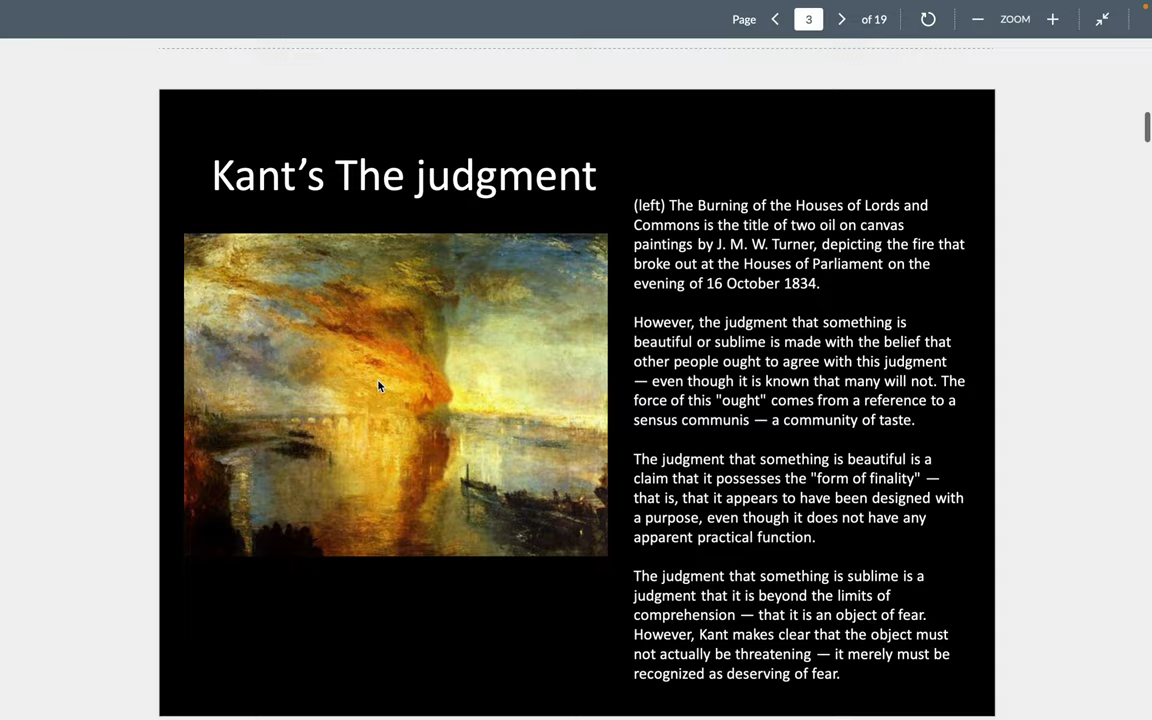 Page 3 of 19 ZOOM
Kant's The judgment
(left) The Burning of the Houses of Lords and
Commons is the title of two oil on canvas
paintings by J. M. W. Turner, depicting the fire that
broke out at the Houses of Parliament on the
evening of 16 October 1834.
However, the judgment that something is
beautiful or sublime is made with the belief that
other people ought to agree with this judgment
— even though it is known that many will not. The
force of this "ought" comes from a reference to a
sensus communis — a community of taste.
The judgment that something is beautiful is a
claim that it possesses the "form of finality" —
that is, that it appears to have been designed with
a purpose, even though it does not have any
apparent practical function.
The judgment that something is sublime is a
judgment that it is beyond the limits of
comprehension — that it is an object of fear.
However, Kant makes clear that the object must
not actually be threatening — it merely must be
recognized as deserving of fear.